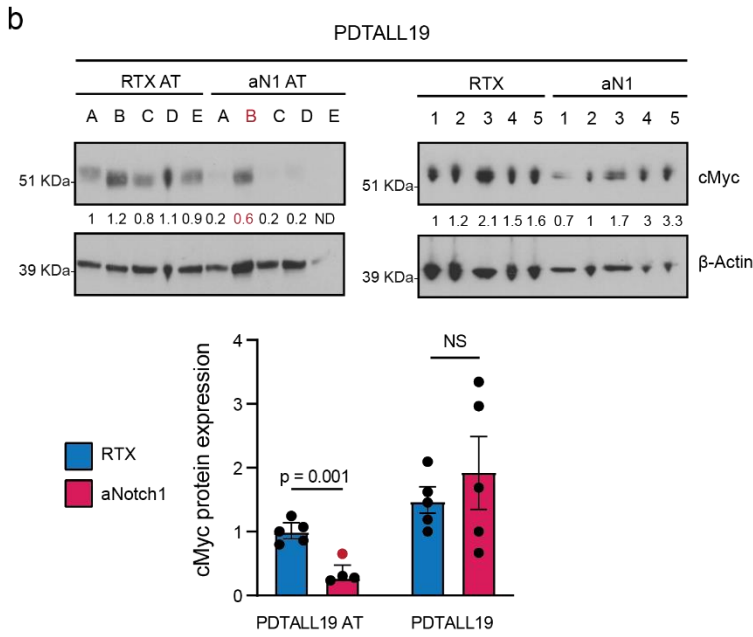 b
PDTALL19
RTX AT aN1 AT
A B C D E A B C D E
51 KDa-
1 1.2 0.8 1.1 0.9 0.2 0.6 0.2 0.2 ND
39 KDa-
RTX aN1
1 2 3 4 5 1 2 3 4 5
51 KDa-
cMyc
1 1.2 2.1 1.5 1.6 0.7 1 1.7 3 3.3
39 KDa-
β-Actin
RTX
aNotch1
cMyc protein expression
4
3
2
1
0
p = 0.001
NS
PDTALL19 AT PDTALL19